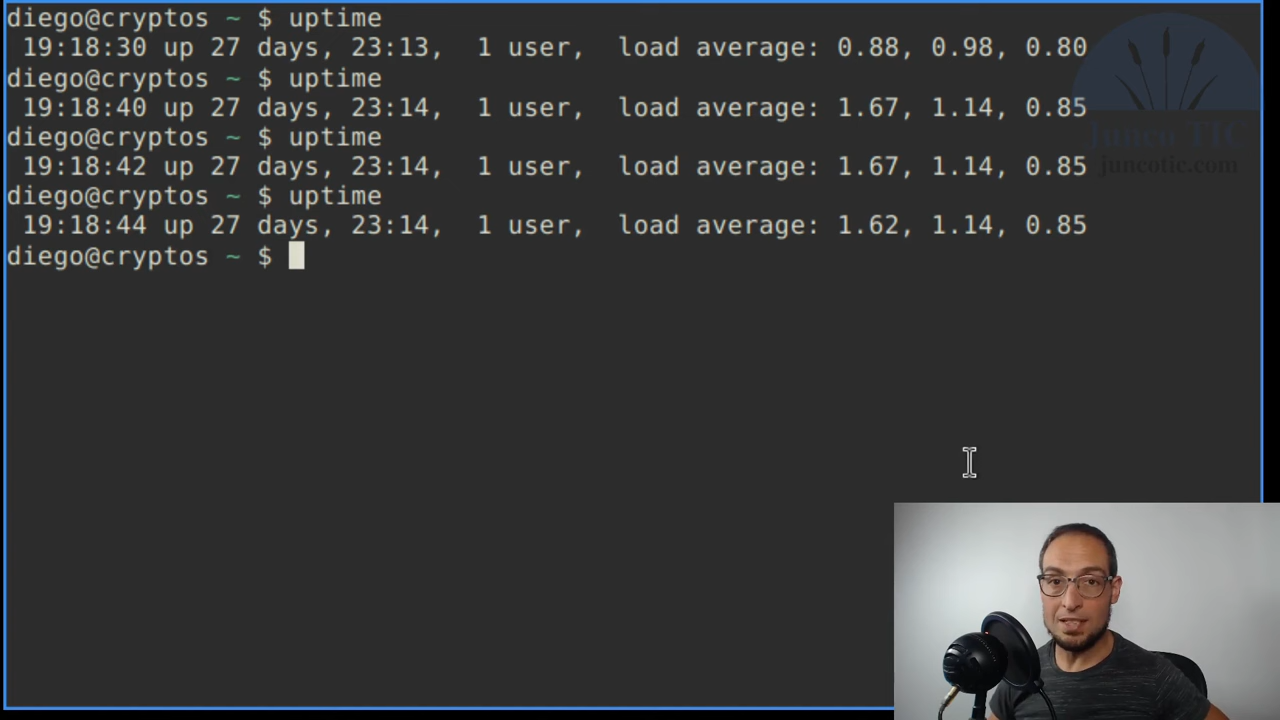 diego@cryptos ~ $ uptime
19:18:30 up 27 days, 23:13,  1 user,  load average: 0.88, 0.98, 0.80
diego@cryptos ~ $ uptime
19:18:40 up 27 days, 23:14,  1 user,  load average: 1.67, 1.14, 0.85
diego@cryptos ~ $ uptime
19:18:42 up 27 days, 23:14,  1 user,  load average: 1.67, 1.14, 0.85
diego@cryptos ~ $ uptime
19:18:44 up 27 days, 23:14,  1 user,  load average: 1.62, 1.14, 0.85
diego@cryptos ~ $
Junco TIC
juncotic.com